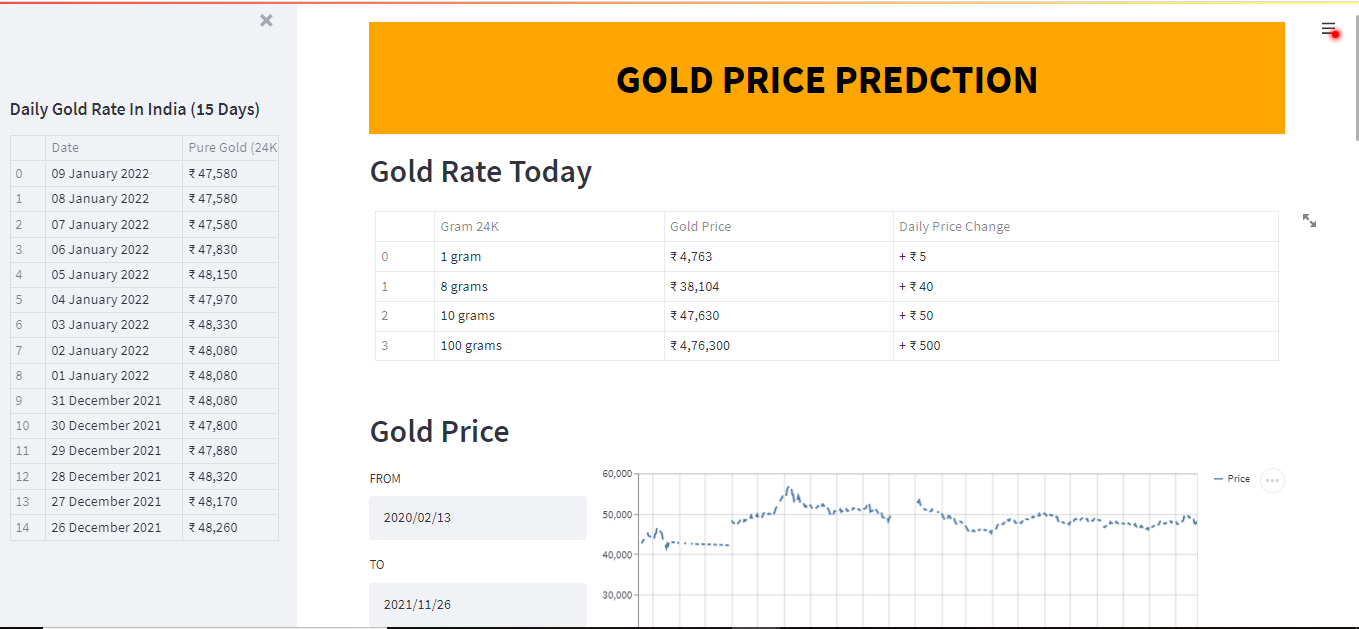 GOLD PRICE PREDCTION
Daily Gold Rate In India (15 Days)
Date Pure Gold (24K
0 09 January 2022 ₹ 47,580
1 08 January 2022 ₹ 47,580
2 07 January 2022 ₹ 47,580
3 06 January 2022 ₹ 47,830
4 05 January 2022 ₹ 48,150
5 04 January 2022 ₹ 47,970
6 03 January 2022 ₹ 48,330
7 02 January 2022 ₹ 48,080
8 01 January 2022 ₹ 48,080
9 31 December 2021 ₹ 48,080
10 30 December 2021 ₹ 47,800
11 29 December 2021 ₹ 47,880
12 28 December 2021 ₹ 48,320
13 27 December 2021 ₹ 48,170
14 26 December 2021 ₹ 48,260
Gold Rate Today
Gram 24K Gold Price Daily Price Change
0 1 gram ₹ 4,763 + ₹ 5
1 8 grams ₹ 38,104 + ₹ 40
2 10 grams ₹ 47,630 + ₹ 50
3 100 grams ₹ 4,76,300 + ₹ 500
Gold Price
FROM
2020/02/13
TO
2021/11/26
60,000
50,000
40,000
30,000
Price